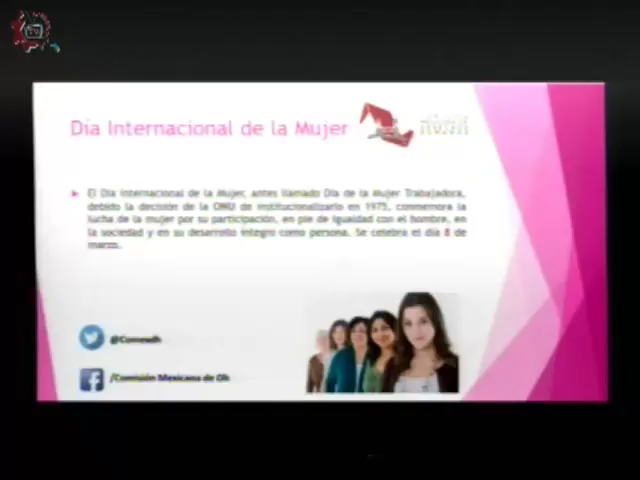 Día Internacional de la Mujer
El Día Internacional de la Mujer, antes llamado Día de la Mujer Trabajadora,
debido la decisión de la ONU de institucionalizarlo en 1975, conmemora la
lucha de la mujer por su participación, en pie de igualdad con el hombre, en
la sociedad y en su desarrollo íntegro como persona. Se celebra el día 8 de
marzo.
@Comexdh
/Comisión Mexicana de Dh